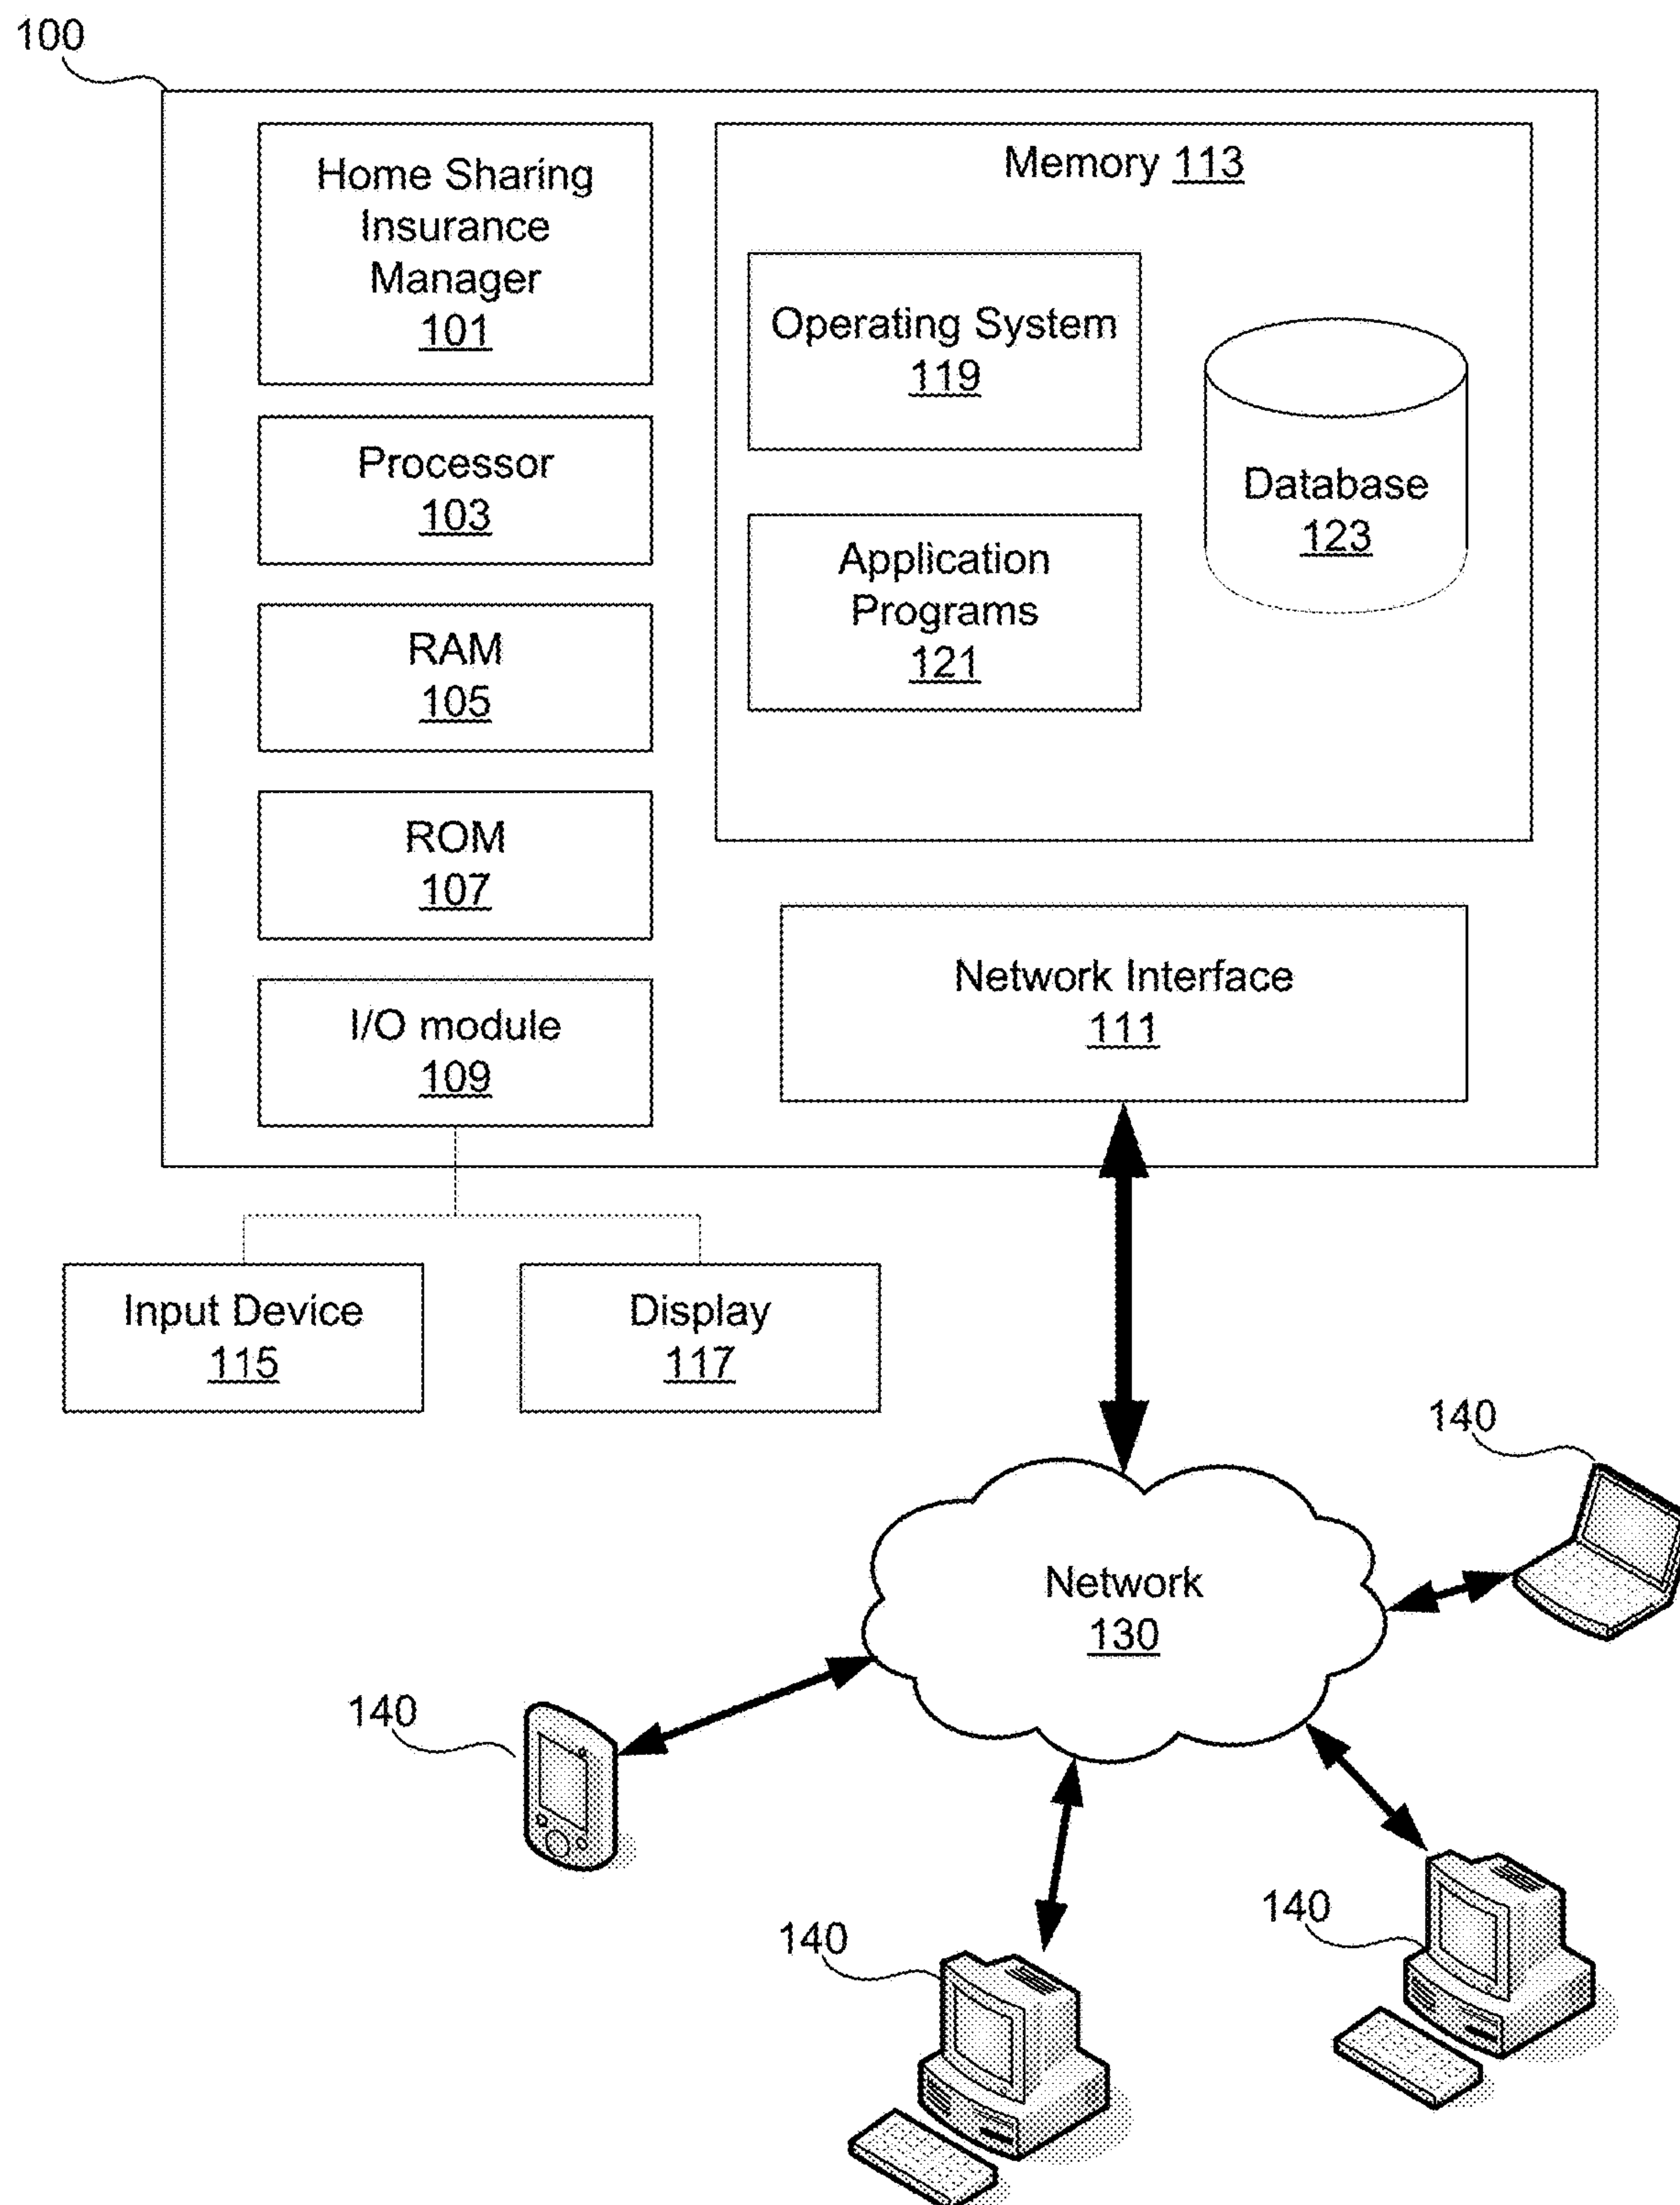 100
Home Sharing
Insurance
Manager
101
Processor
103
RAM
105
ROM
107
I/O module
109
Memory 113
Operating System
119
Application
Programs
121
Database
123
Network Interface
111
Input Device
115
Display
117
Network
130
140
140
140
140